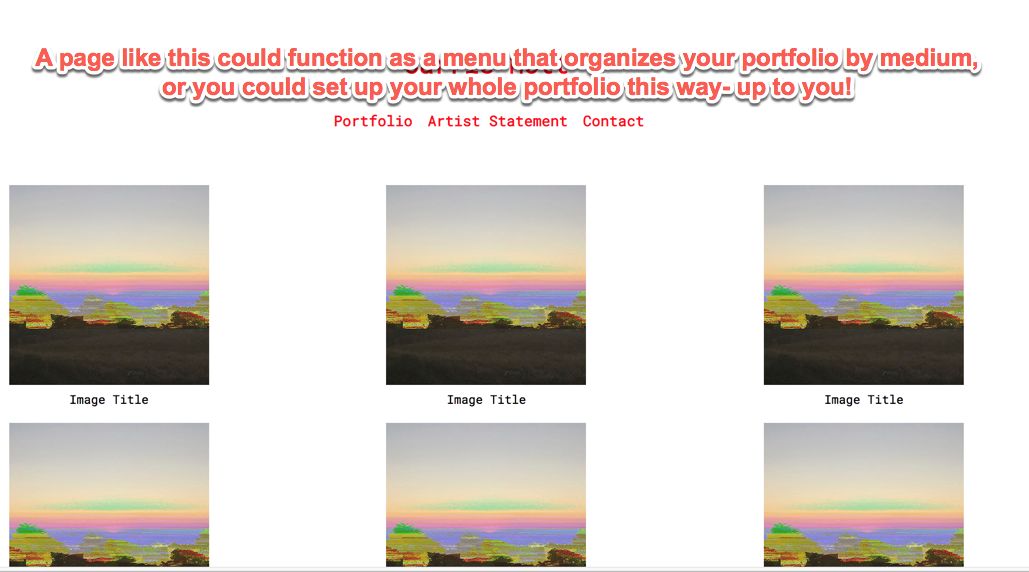 A page like this could function as a menu that organizes your portfolio by medium,
or you could set up your whole portfolio this way- up to you!
Portfolio Artist Statement Contact
Image Title Image Title Image Title